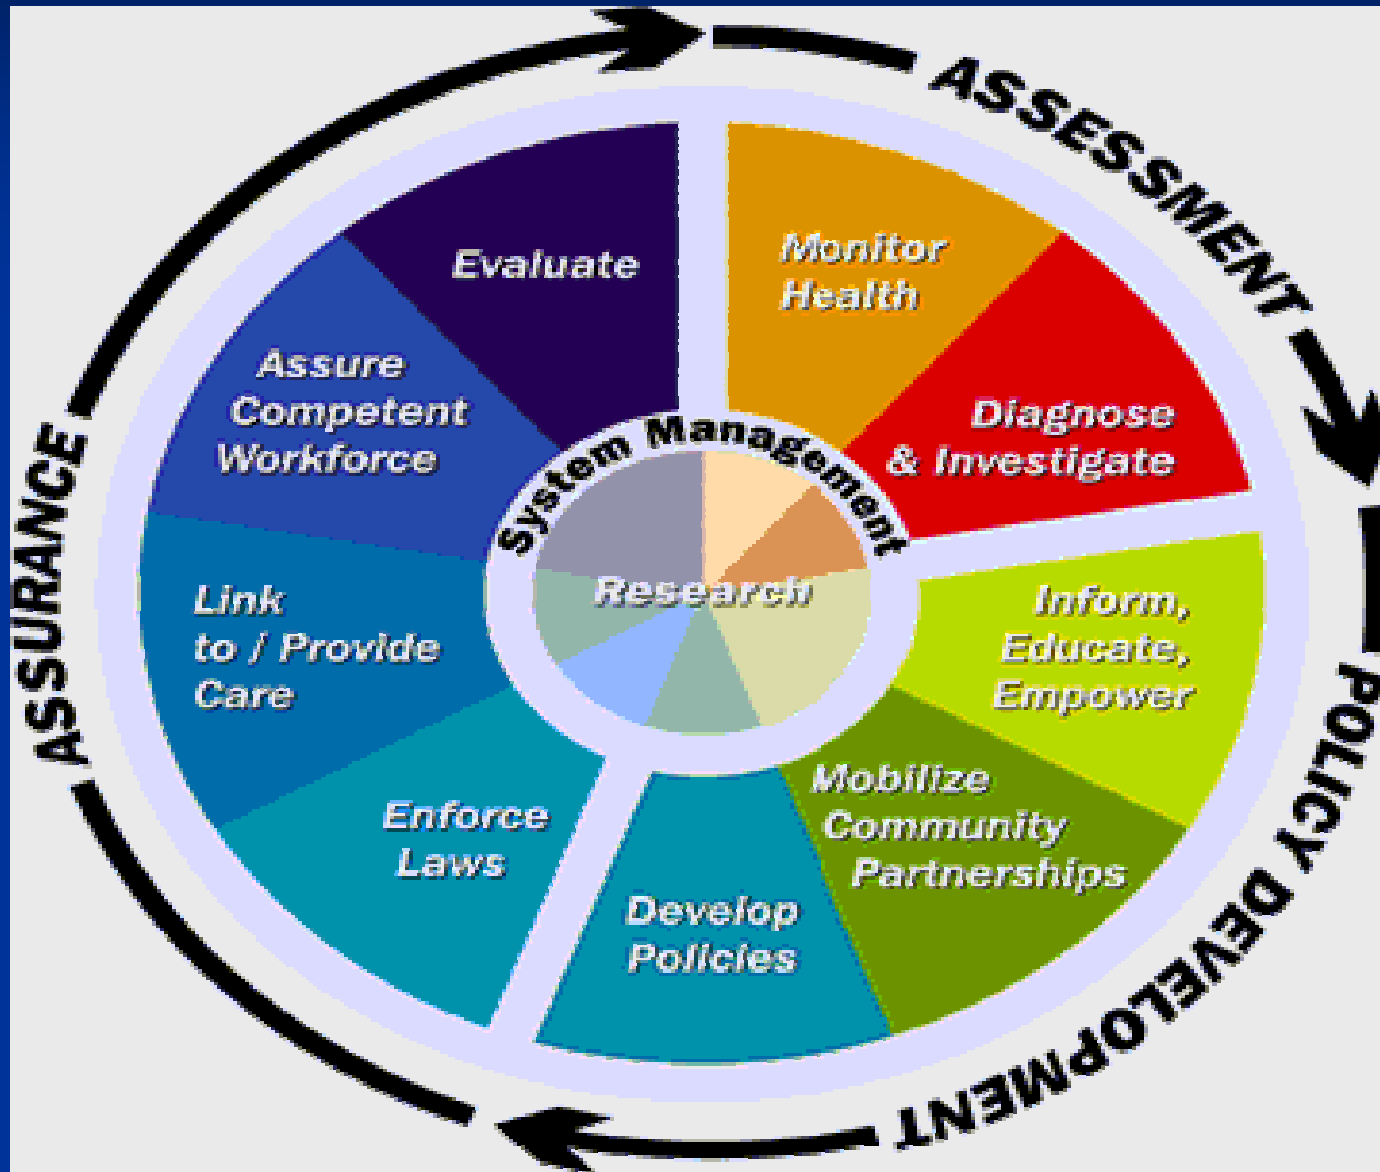 ASSESSMENT
Monitor
Health
Diagnose
& Investigate
POLICY DEVELOPMENT
Inform,
Educate,
Empower
Mobilize
Community
Partnerships
Develop
Policies
ASSURANCE
Enforce
Laws
Link
to / Provide
Care
Assure
Competent
Workforce
Evaluate
System Management
Research